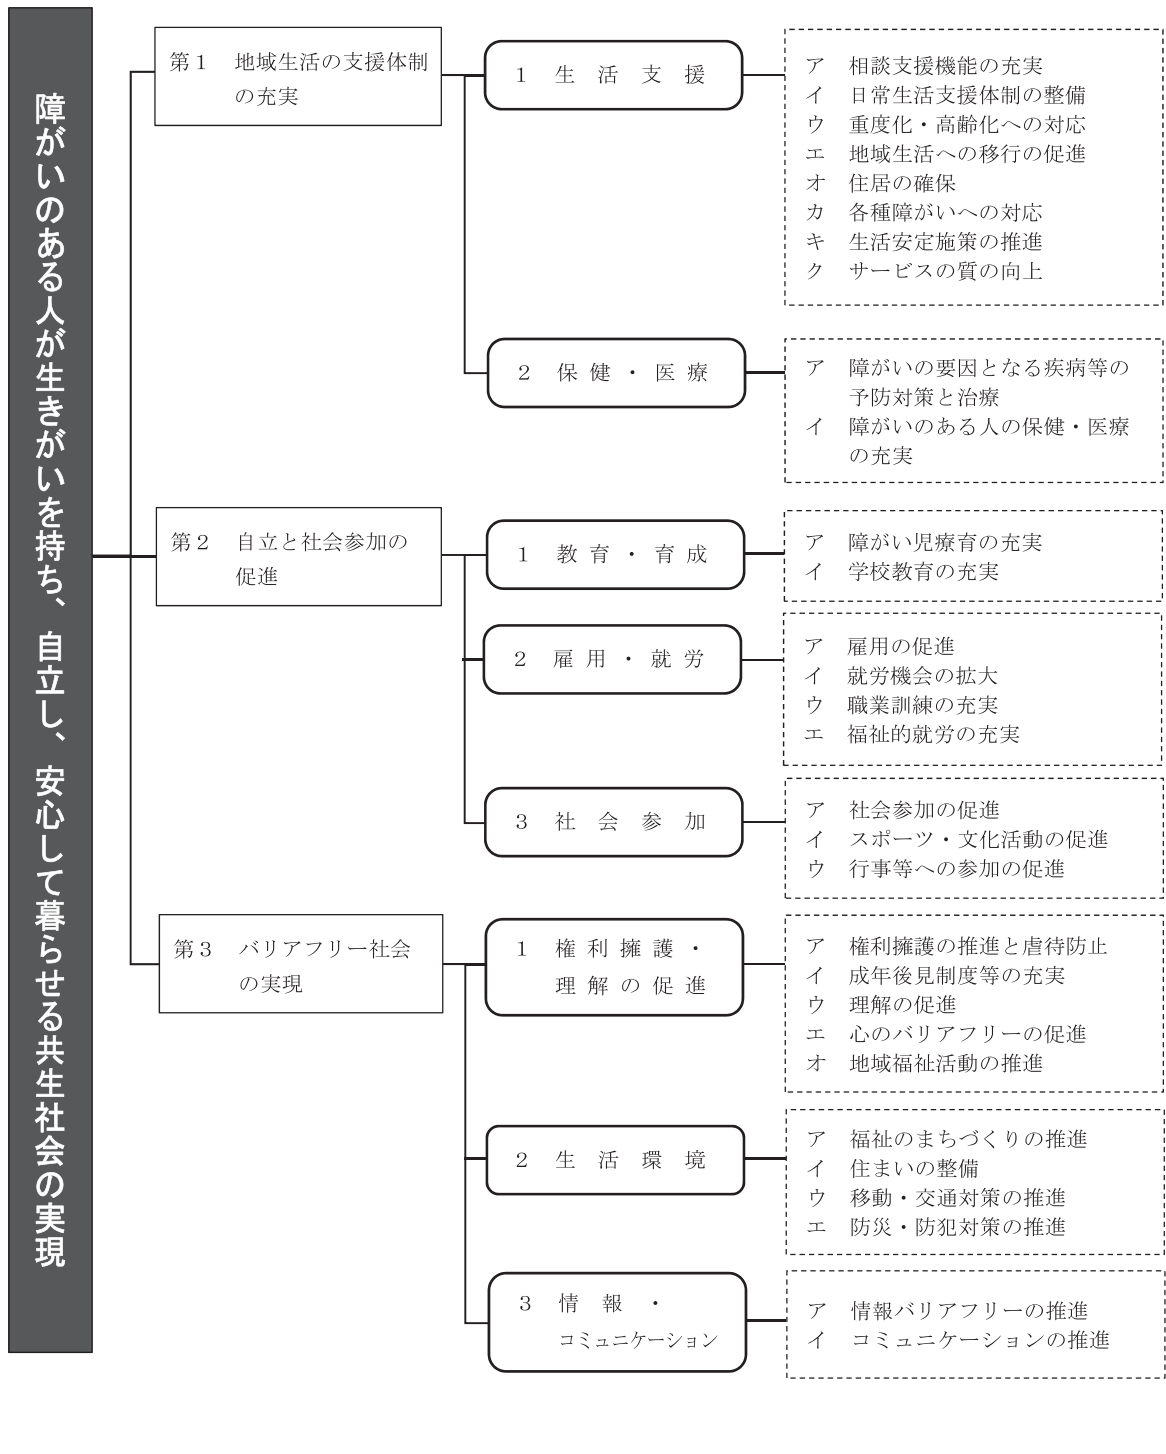 障がいのある人が生きがいを持ち、自立し、安心して暮らせる共生社会の実現
第１　地域生活の支援体制
の充実
１　生　活　支　援
ア　相談支援機能の充実
イ　日常生活支援体制の整備
ウ　重度化・高齢化への対応
エ　地域生活への移行の促進
オ　住居の確保
カ　各種障がいへの対応
キ　生活安定施策の推進
ク　サービスの質の向上
２　保 健 ・ 医 療
ア　障がいの要因となる疾病等の
予防対策と治療
イ　障がいのある人の保健・医療
の充実
第２　自立と社会参加の
促進
１　教 育 ・ 育 成
ア　障がい児療育の充実
イ　学校教育の充実
２　雇 用 ・ 就 労
ア　雇用の促進
イ　就労機会の拡大
ウ　職業訓練の充実
エ　福祉的就労の充実
３　社　会　参　加
ア　社会参加の促進
イ　スポーツ・文化活動の促進
ウ　行事等への参加の促進
第３　バリアフリー社会
の実現
１　権 利 擁 護 ・
理 解 の 促 進
ア　権利擁護の推進と虐待防止
イ　成年後見制度等の充実
ウ　理解の促進
エ　心のバリアフリーの促進
オ　地域福祉活動の推進
２　生　活　環　境
ア　福祉のまちづくりの推進
イ　住まいの整備
ウ　移動・交通対策の推進
エ　防災・防犯対策の推進
３　情　報　・
コミュニケーション
ア　情報バリアフリーの推進
イ　コミュニケーションの推進